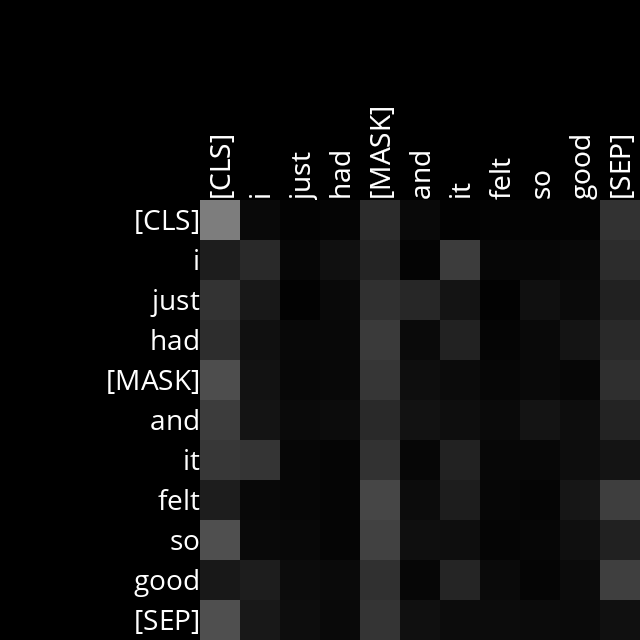 [CLS] i just had [MASK] and it felt so good [SEP]
[CLS]
i
just
had
[MASK]
and
it
felt
so
good
[SEP]